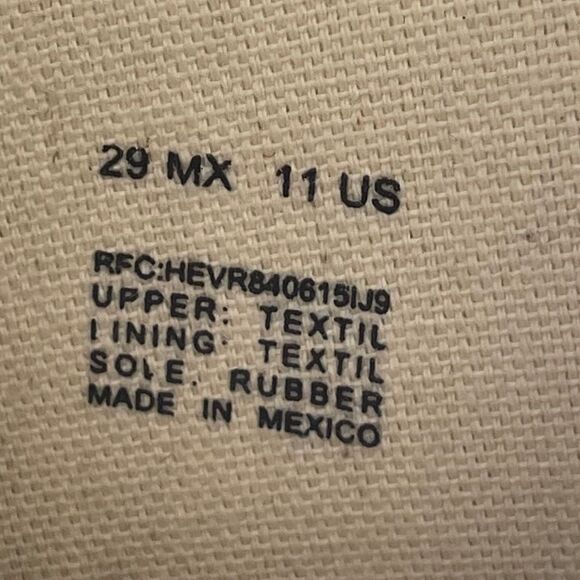 29 MX 11 US
RFC:HEVR840615IJ9
UPPER: TEXTIL
LINING: TEXTIL
SOLE. RUBBER
MADE IN MEXICO